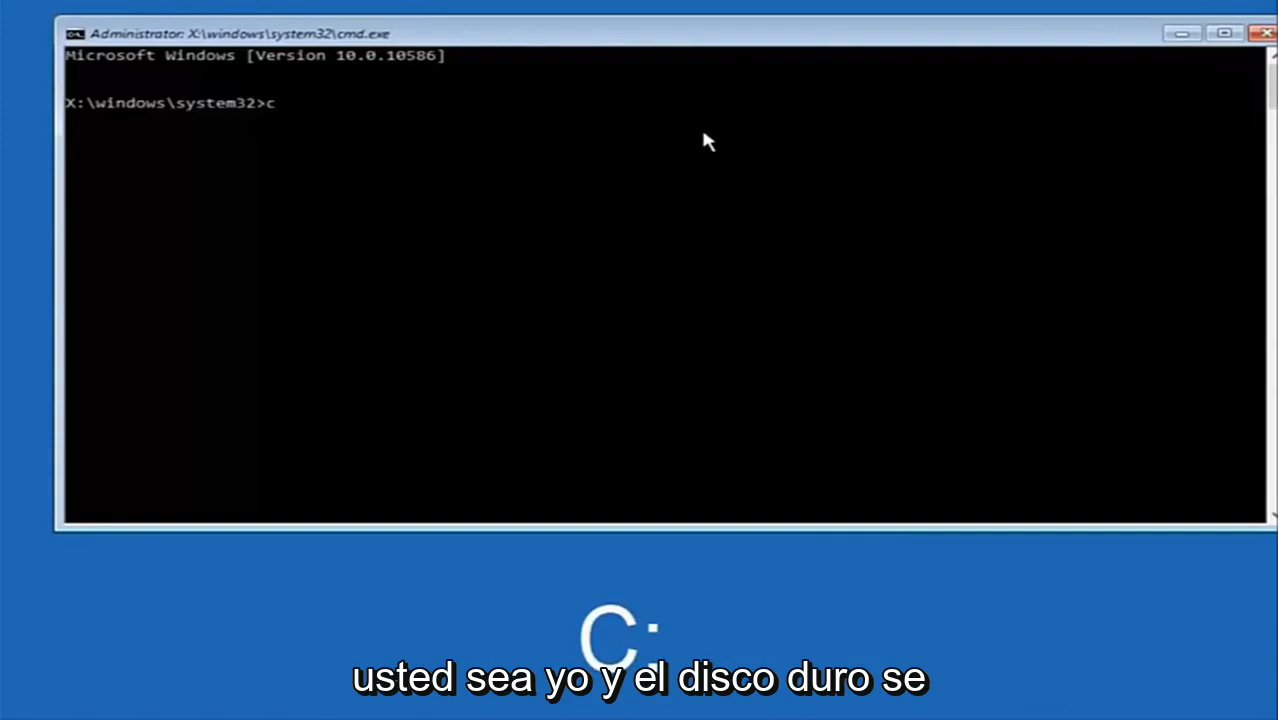 Administrator: X:\windows\system32\cmd.exe
Microsoft Windows [Version 10.0.10586]
X:\windows\system32>c
C:
usted sea yo y el disco duro se